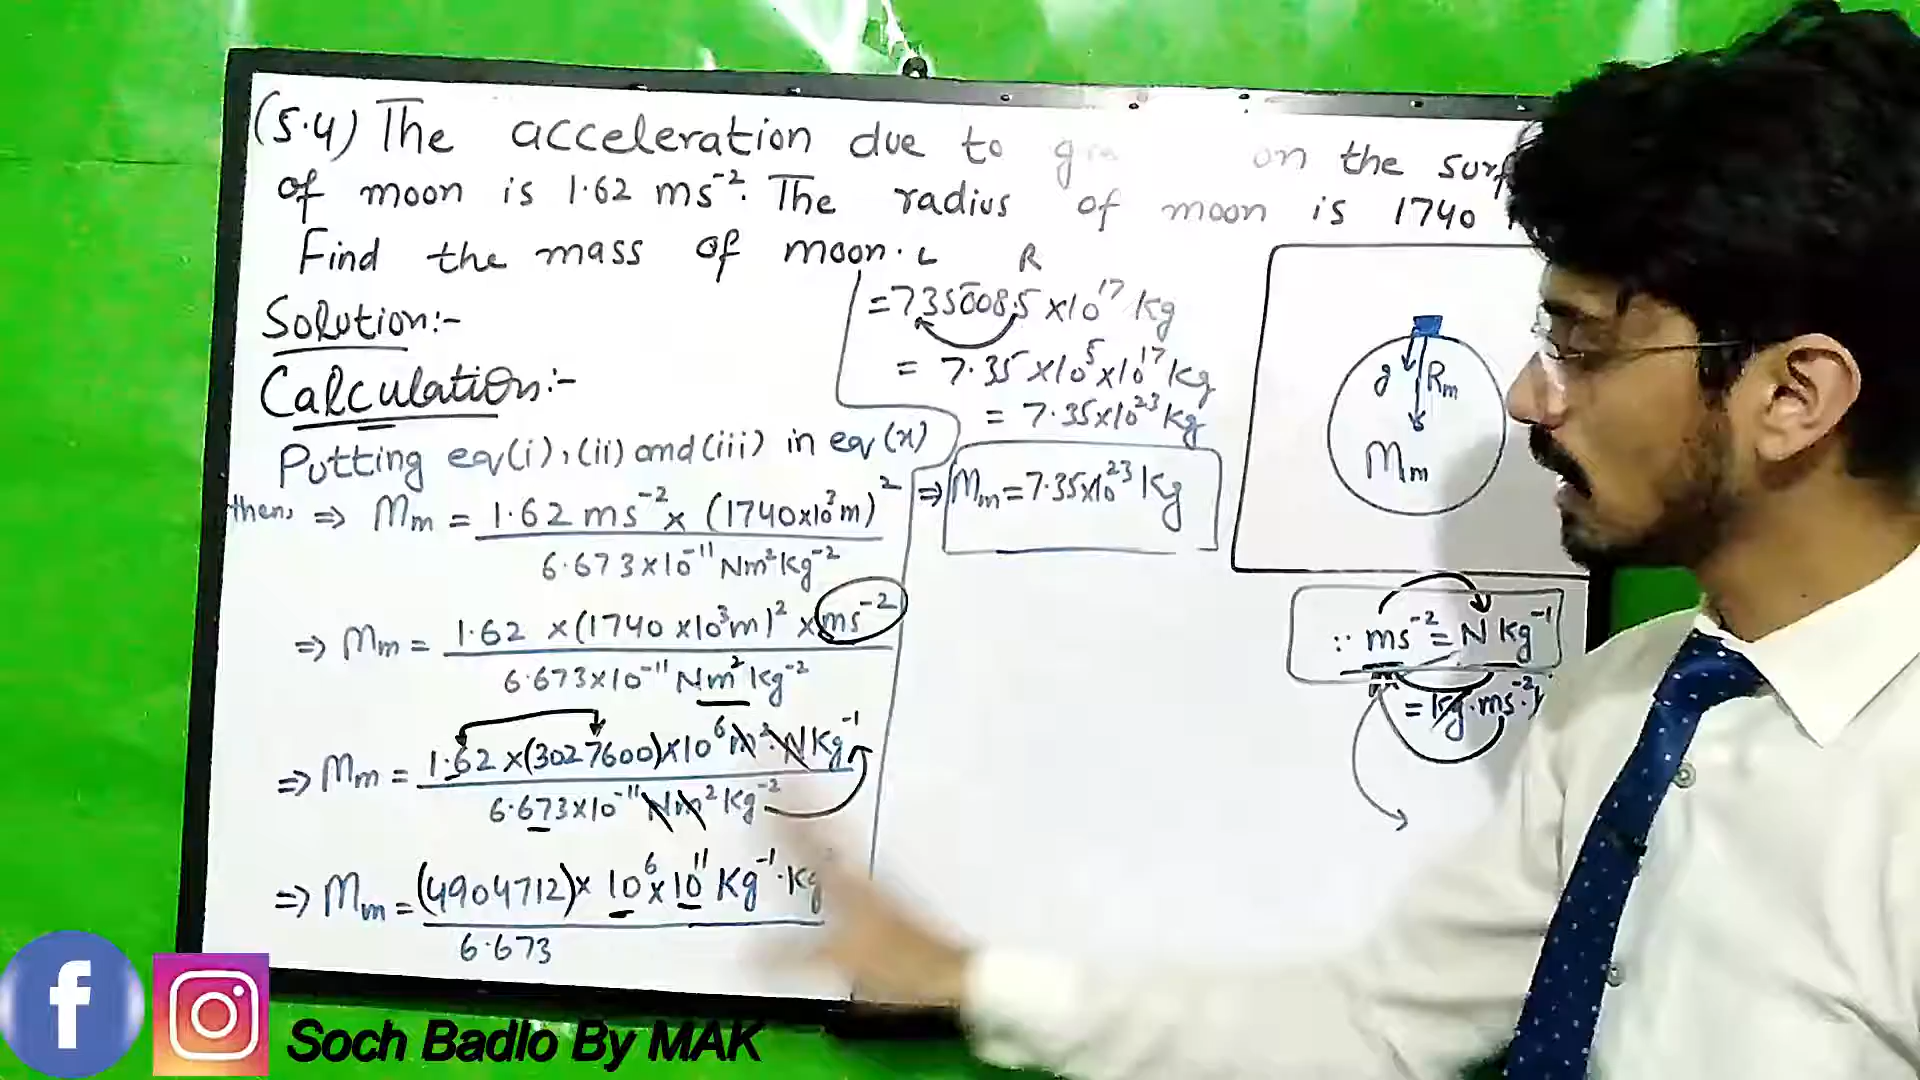 (5.4) The acceleration due to on the surf
of moon is 1.62 ms⁻². The radius of moon is 1740
Find the mass of moon. L R
Solution:-
Calculation:-
Putting eq(i),(ii) and(iii) in eq(x)
then, ⇒ Mm = 1.62 ms⁻² × (1740×10³m)²
6.673×10⁻¹¹ Nm²kg⁻²
⇒ Mm = 1.62 ×(1740 ×10³m)² × ms⁻²
6.673×10⁻¹¹ Nm²kg⁻²
⇒ Mm = 1.62 ×(3027600)×10⁶ m².N kg⁻¹
6.673×10⁻¹¹ Nm² kg⁻²
⇒ Mm = (4904712)× 10⁶ × 10¹¹ kg⁻¹.kg
6.673
=735008.5 ×10¹⁷ kg
= 7.35 ×10⁵×10¹⁷ kg
= 7.35×10²³ kg
⇒ Mm = 7.35×10²³ kg
g Rm
Mm
∵ ms⁻² = N kg⁻¹
= kg.ms⁻².
f
Soch Badlo By MAK